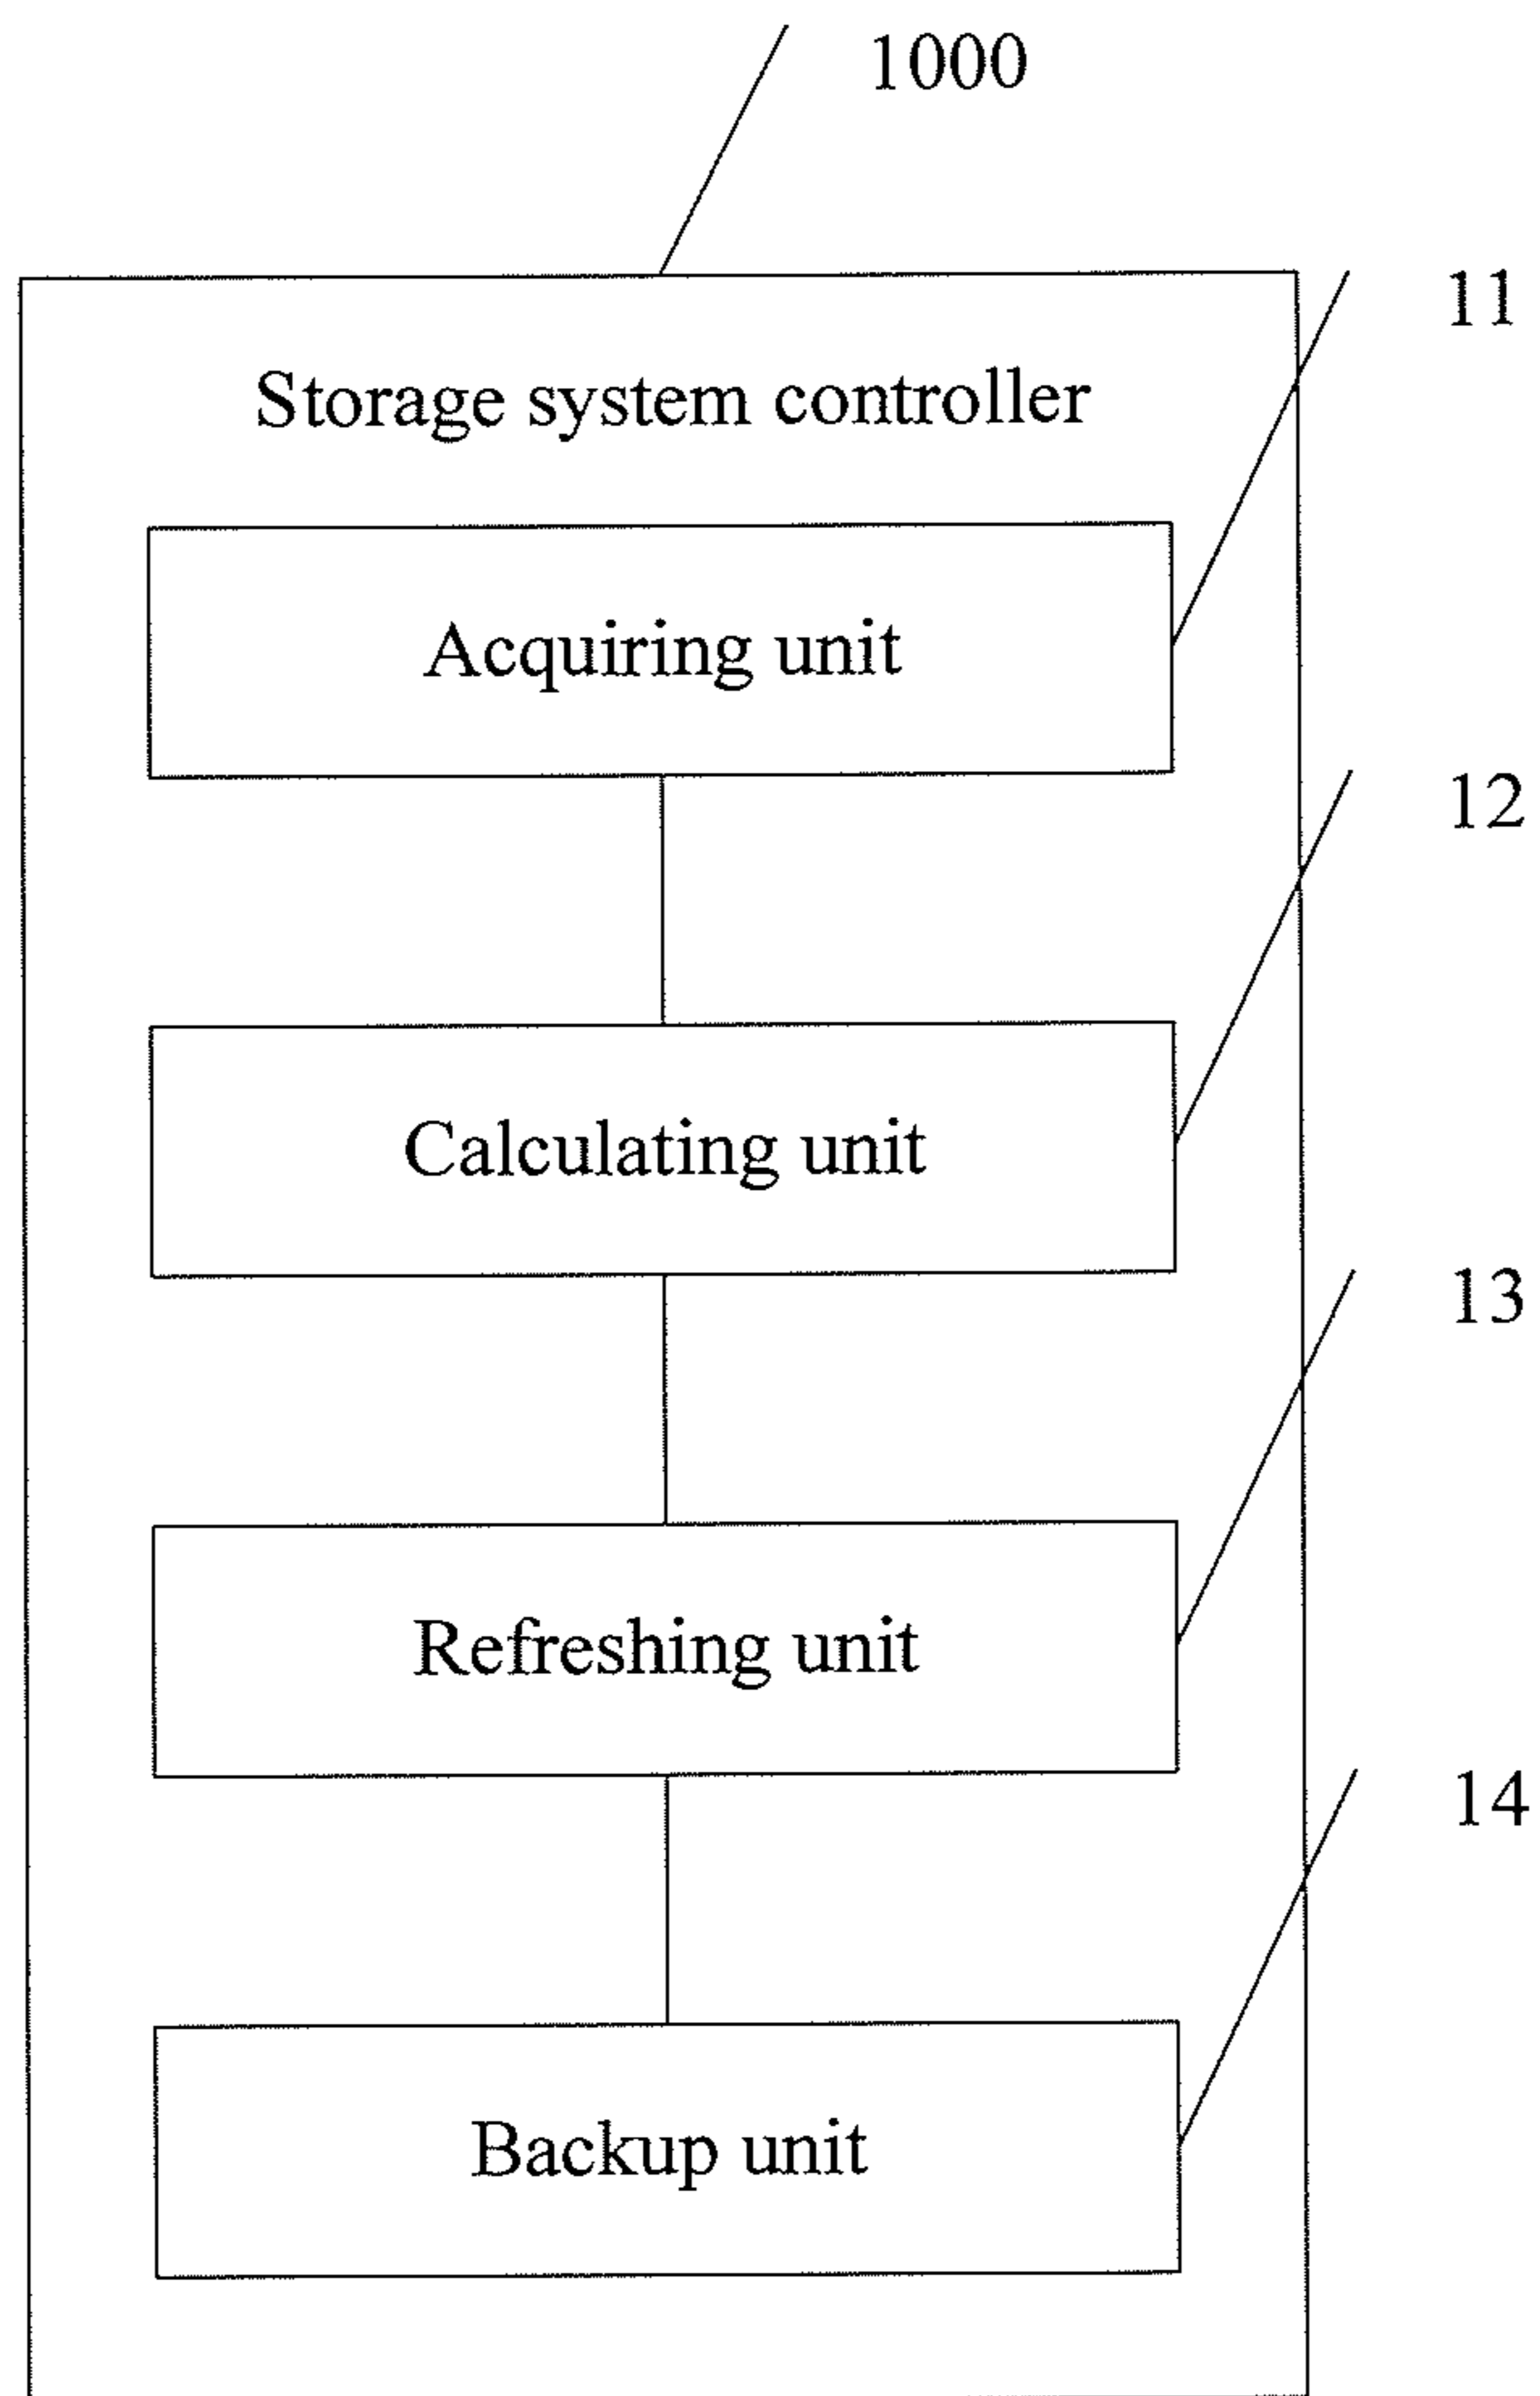 1000
11
Storage system controller
Acquiring unit
12
Calculating unit
13
Refreshing unit
14
Backup unit